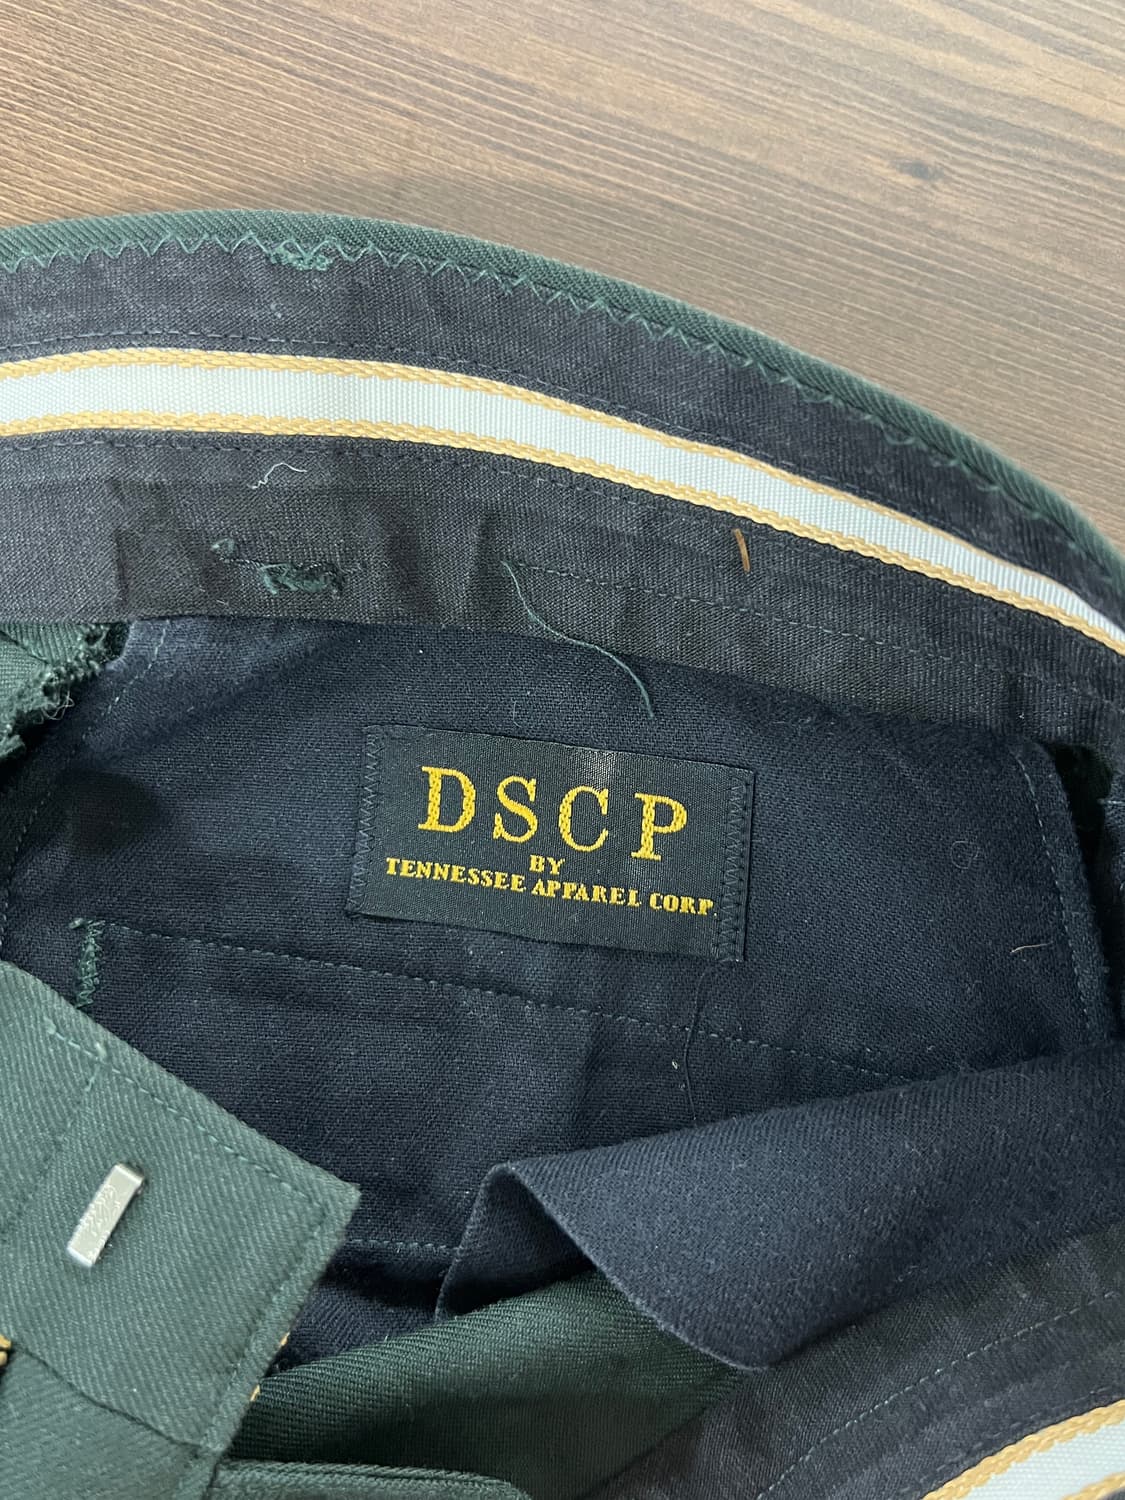 DSCP
BY
TENNESSEE APPAREL CORP.